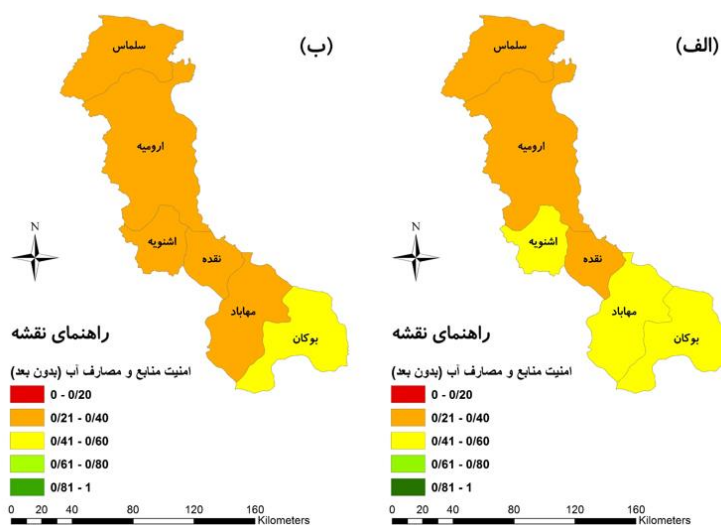 (الف)
سلماس
ارومیه
اشنویه
نقده
مهاباد
بوکان
N
راهنمای نقشه
امنیت منابع و مصارف آب (بدون بعد)
0 - 0/20
0/21 - 0/40
0/41 - 0/60
0/61 - 0/80
0/81 - 1
0 40 80 120 160
Kilometers
(ب)
سلماس
ارومیه
اشنویه
نقده
مهاباد
بوکان
N
راهنمای نقشه
امنیت منابع و مصارف آب (بدون بعد)
0 - 0/20
0/21 - 0/40
0/41 - 0/60
0/61 - 0/80
0/81 - 1
0 40 80 120 160
Kilometers